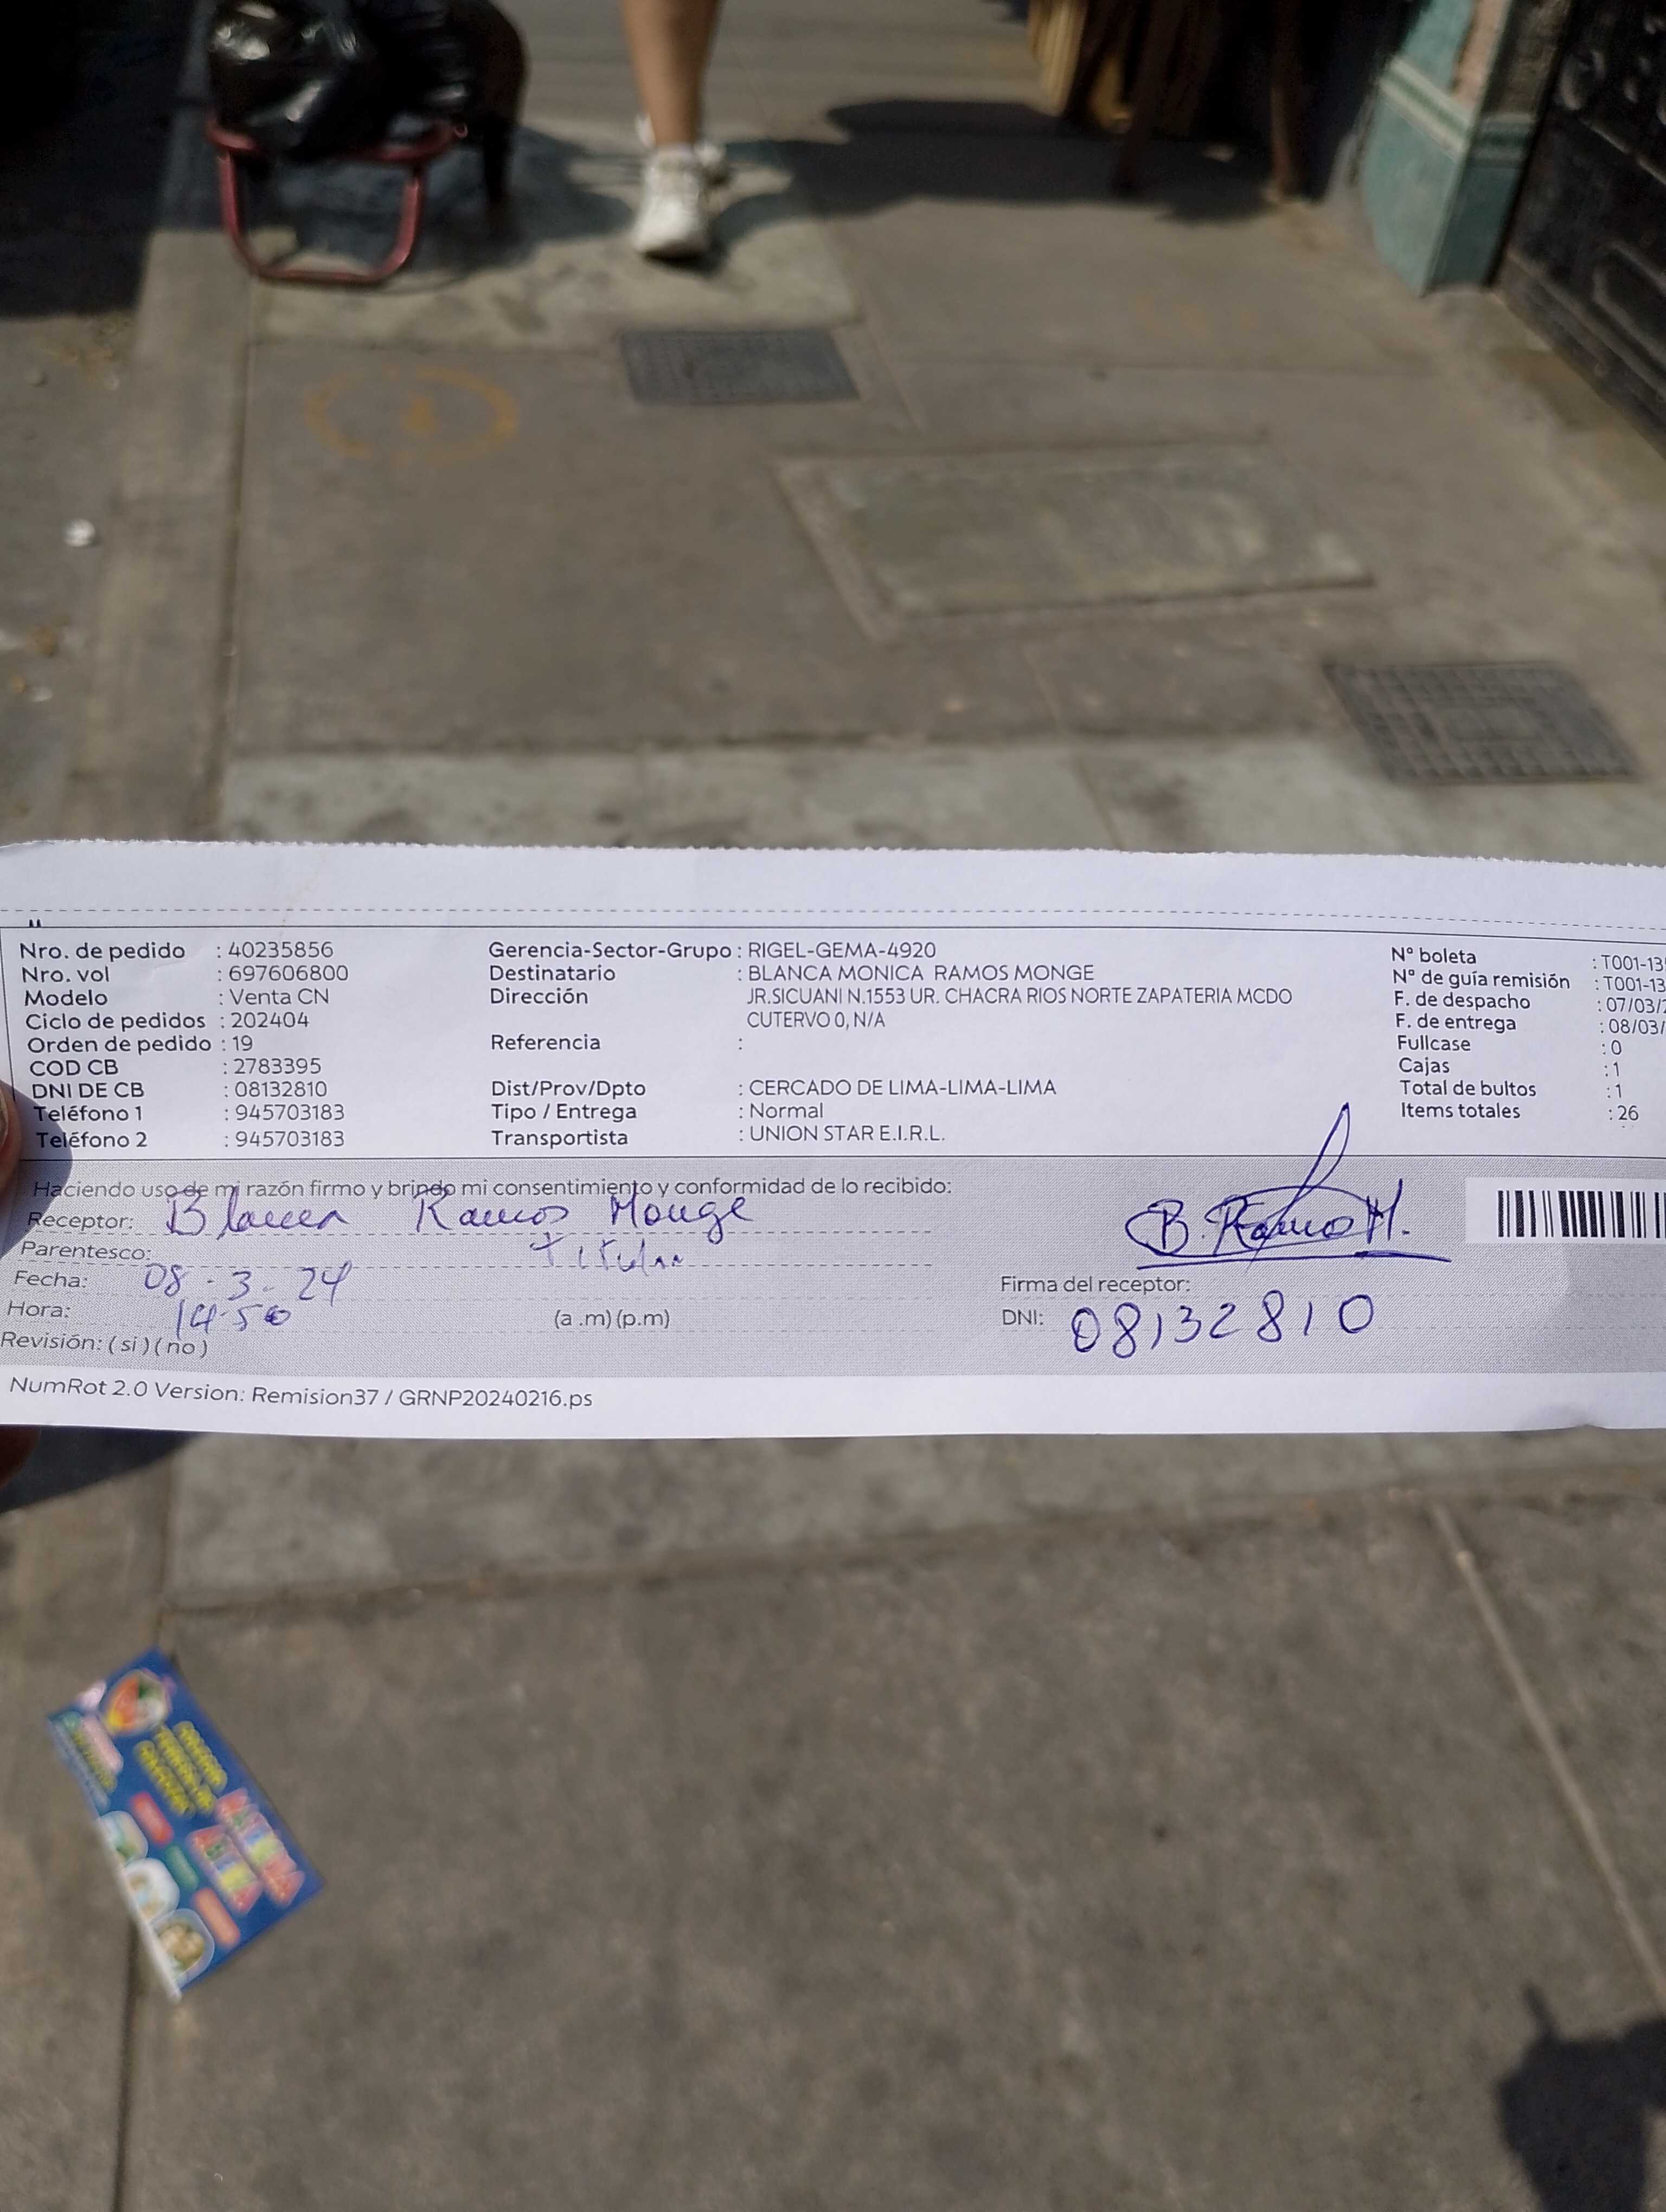 Nro. de pedido : 40235856 Gerencia-Sector-Grupo : RIGEL-GEMA-4920 Nº boleta : T001-13
Nro. vol : 697606800 Destinatario : BLANCA MONICA RAMOS MONGE Nº de guía remisión : T001-13
Modelo : Venta CN Dirección JR.SICUANI N.1553 UR. CHACRA RIOS NORTE ZAPATERIA MCDO F. de despacho : 07/03/2
Ciclo de pedidos : 202404 CUTERVO 0, N/A F. de entrega : 08/03/
Orden de pedido : 19 Referencia : Fullcase : 0
COD CB : 2783395 Cajas : 1
DNI DE CB : 08132810 Dist/Prov/Dpto : CERCADO DE LIMA-LIMA-LIMA Total de bultos : 1
Teléfono 1 : 945703183 Tipo / Entrega : Normal Items totales : 26
Teléfono 2 : 945703183 Transportista : UNION STAR E.I.R.L.
Haciendo uso de mi razón firmo y brindo mi consentimiento y conformidad de lo recibido:
Receptor: Blanca Ramos Monge B. Ramos M.
Parentesco: Titular
Fecha: 08-3-24 Firma del receptor:
Hora: 14:50 (a .m) (p.m) DNI: 08132810
Revisión: ( si ) ( no )
NumRot 2.0 Version: Remision37 / GRNP20240216.ps